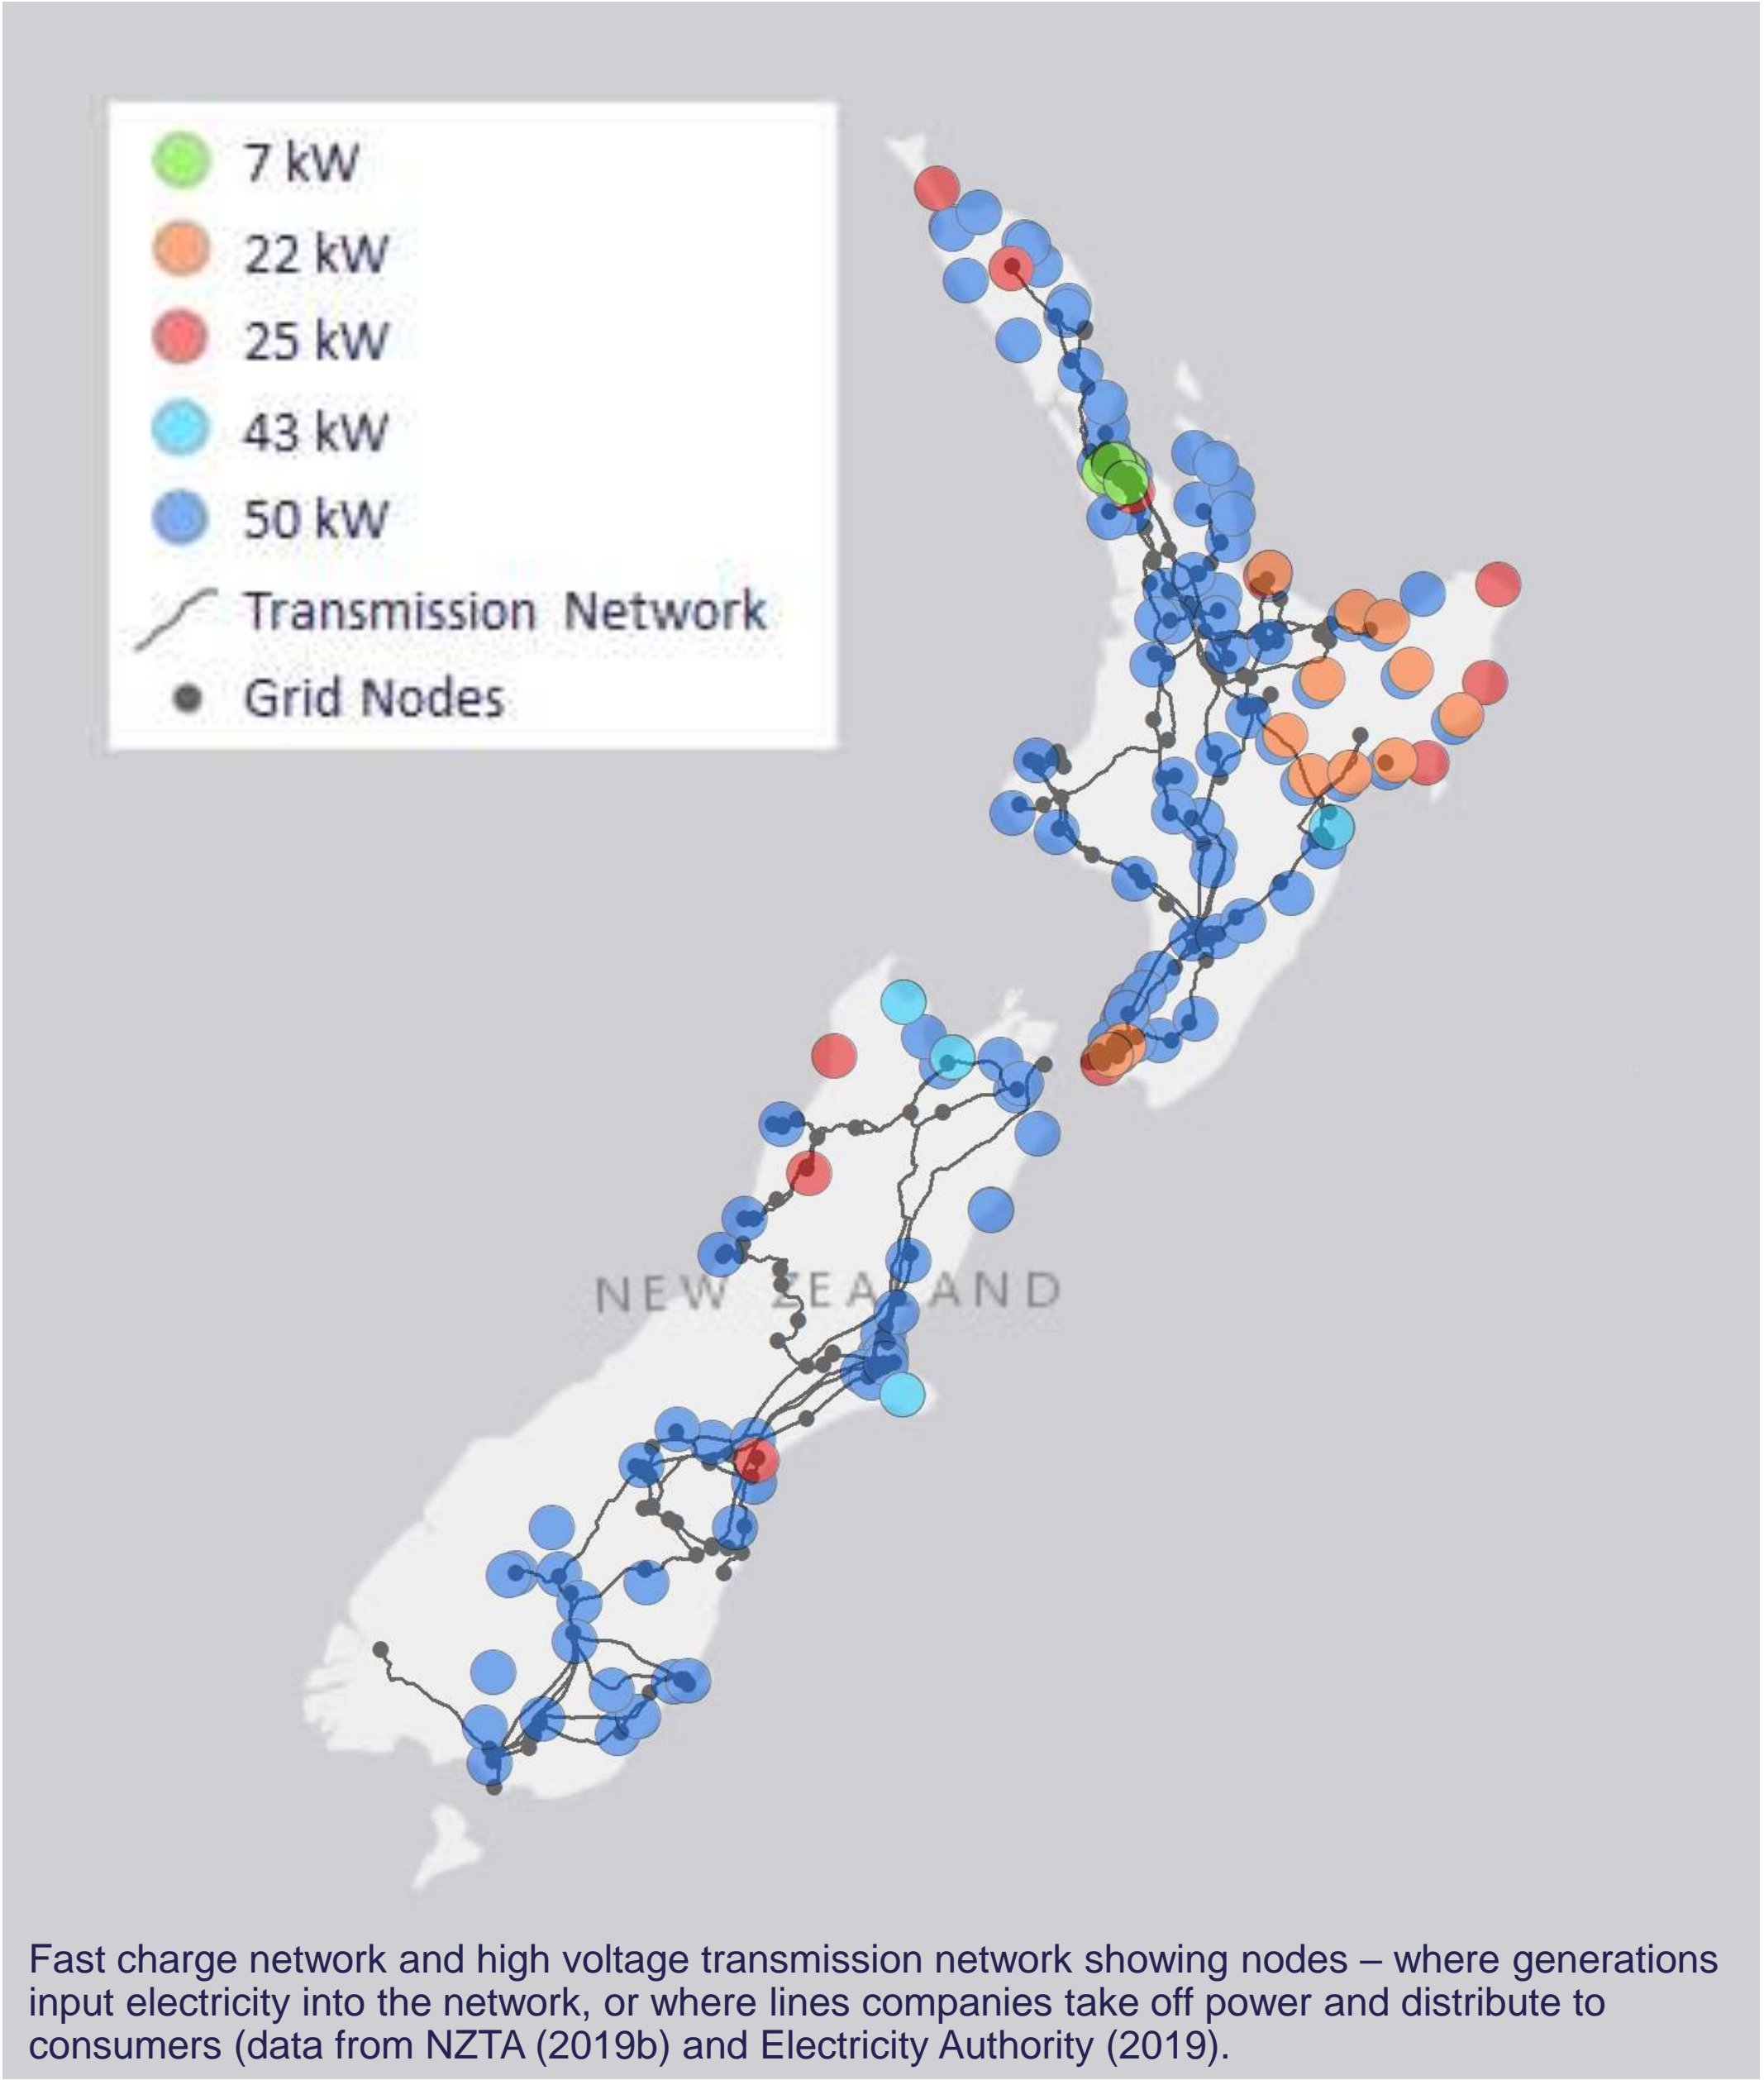 7 kW
22 kW
25 kW
43 kW
50 kW
Transmission Network
Grid Nodes
NEW ZEALAND
Fast charge network and high voltage transmission network showing nodes – where generations
input electricity into the network, or where lines companies take off power and distribute to
consumers (data from NZTA (2019b) and Electricity Authority (2019).